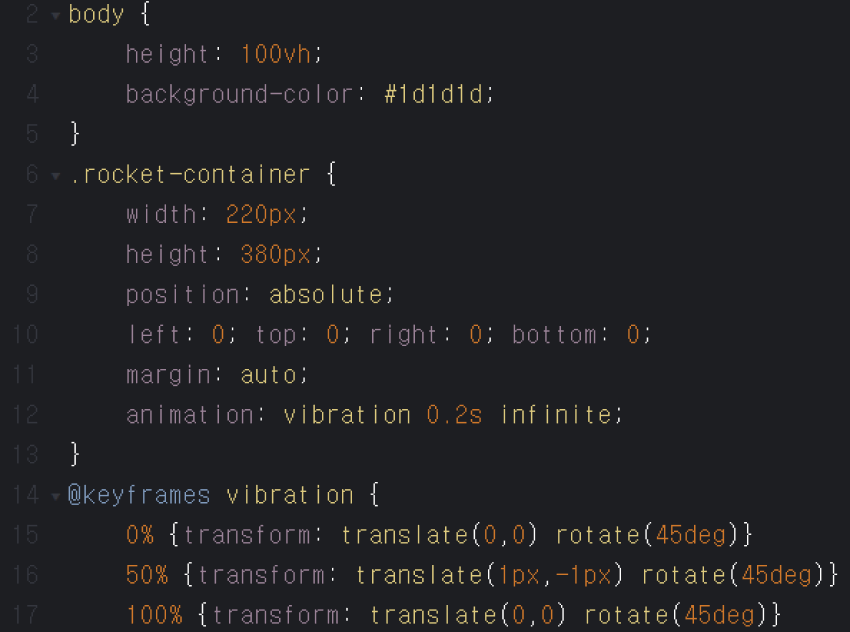 2 body {
3 height: 100vh;
4 background-color: #1d1d1d;
5 }
6 .rocket-container {
7 width: 220px;
8 height: 380px;
9 position: absolute;
10 left: 0; top: 0; right: 0; bottom: 0;
11 margin: auto;
12 animation: vibration 0.2s infinite;
13 }
14 @keyframes vibration {
15 0% {transform: translate(0,0) rotate(45deg)}
16 50% {transform: translate(1px,-1px) rotate(45deg)}
17 100% {transform: translate(0,0) rotate(45deg)}